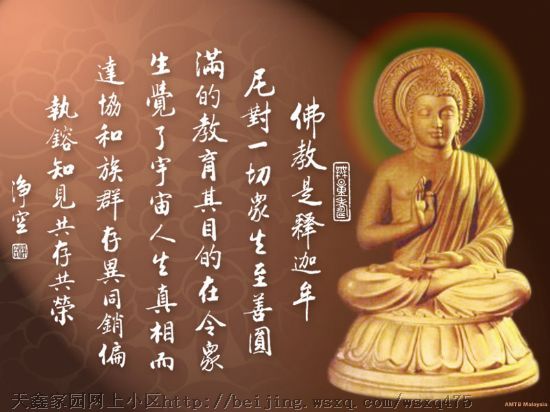 佛教是釋迦牟
尼對一切眾生至善圓
滿的教育其目的在令眾
生覺了宇宙人生真相而
達協和族群存異同銷偏
執鎔知見共存共榮
淨空
AMTB Malaysia
天鑫家园网上小区http://beijing.wsxq.com/wsxq475